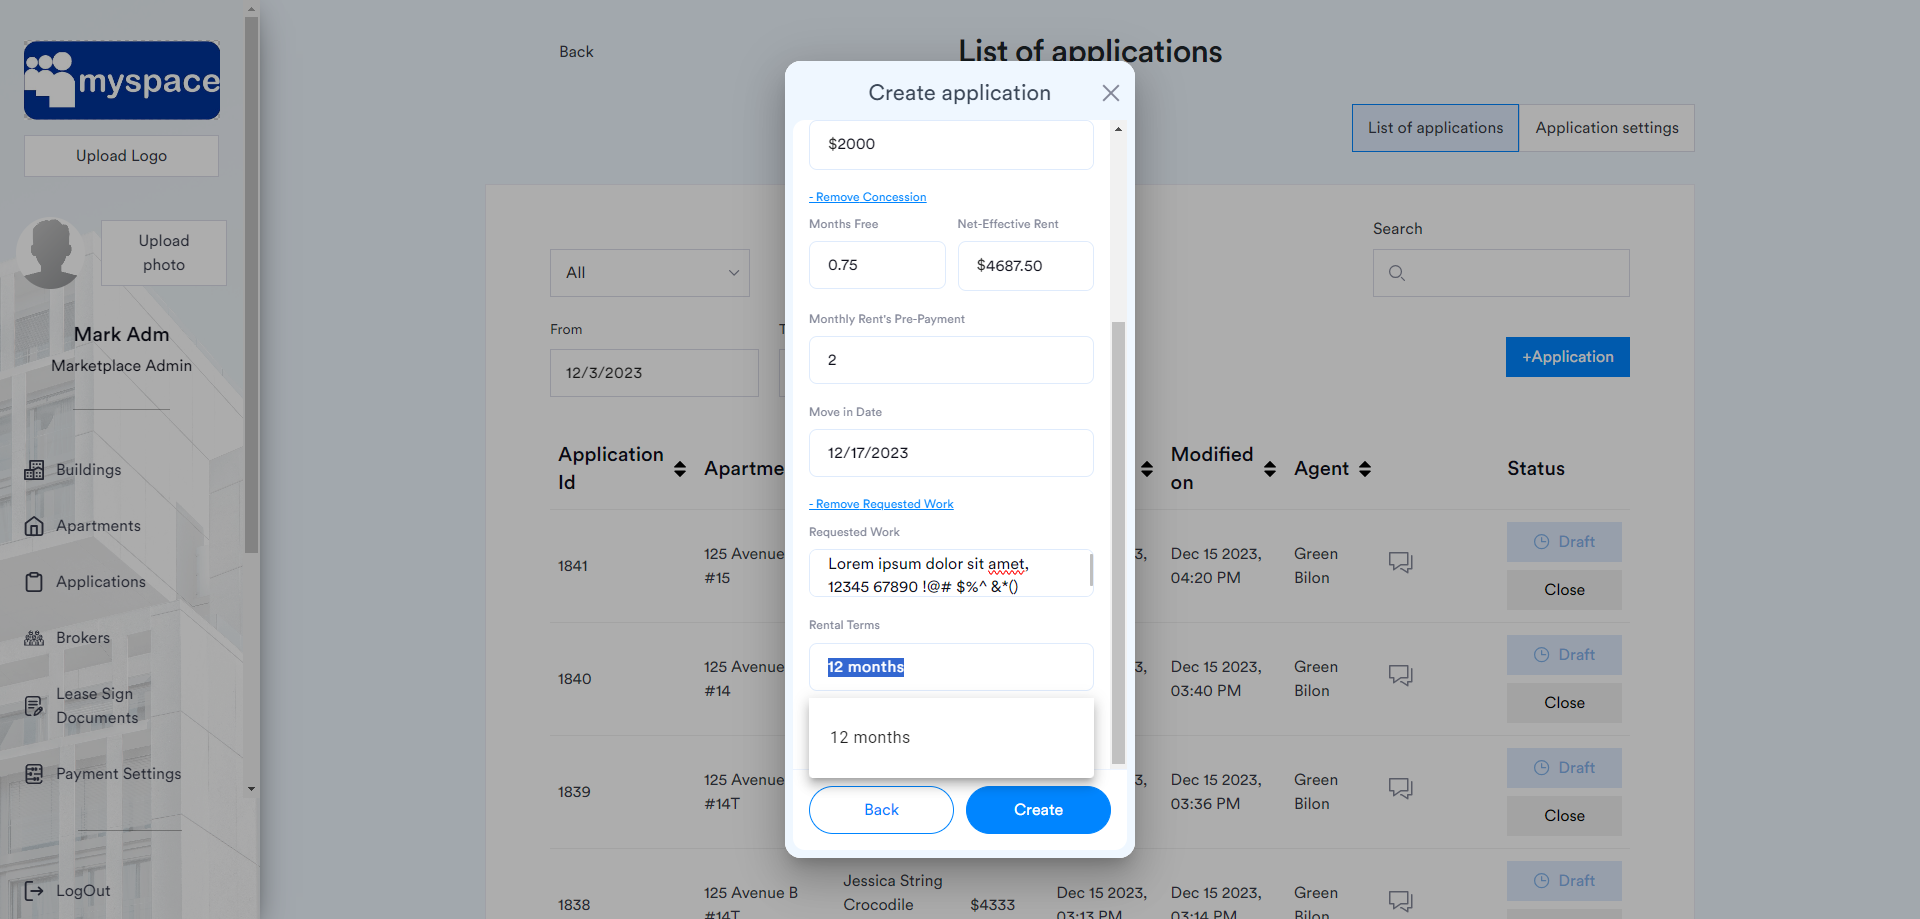 myspace
Upload Logo
Upload
photo
Mark Adm
Marketplace Admin
Buildings
Apartments
Applications
Brokers
Lease Sign
Documents
Payment Settings
LogOut
Back
List of applications
List of applications
Application settings
All
Search
From
12/3/2023
+Application
Application
Id
Apartme
Modified
on
Agent
Status
1841
125 Avenue
#15
3,
Dec 15 2023,
04:20 PM
Green
Bilon
Draft
Close
1840
125 Avenue
#14
3,
Dec 15 2023,
03:40 PM
Green
Bilon
Draft
Close
1839
125 Avenue
#14T
3,
Dec 15 2023,
03:36 PM
Green
Bilon
Draft
Close
1838
125 Avenue B
#14T
Jessica String
Crocodile
$4333
Dec 15 2023,
03:13 PM
Dec 15 2023,
03:14 PM
Green
Bilon
Draft
Create application
$2000
- Remove Concession
Months Free
Net-Effective Rent
0.75
$4687.50
Monthly Rent's Pre-Payment
2
Move in Date
12/17/2023
- Remove Requested Work
Requested Work
Lorem ipsum dolor sit amet,
12345 67890 !@# $%^ &*()
Rental Terms
12 months
12 months
Back
Create